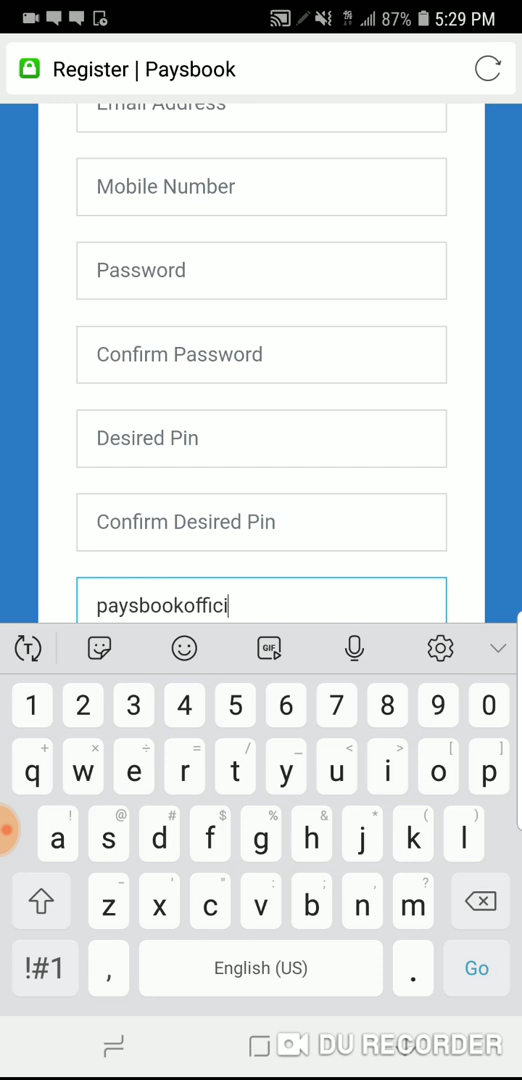 87% 5:29 PM
Register | Paysbook
Email Address
Mobile Number
Password
Confirm Password
Desired Pin
Confirm Desired Pin
paysbookoffici
T GIF
1 2 3 4 5 6 7 8 9 0
+ × ÷ = / _ < > [ ]
q w e r t y u i o p
! @ # $ % & * ( )
a s d f g h j k l
- ' " : ; , ?
z x c v b n m
!#1 , English (US) . Go
DU RECORDER